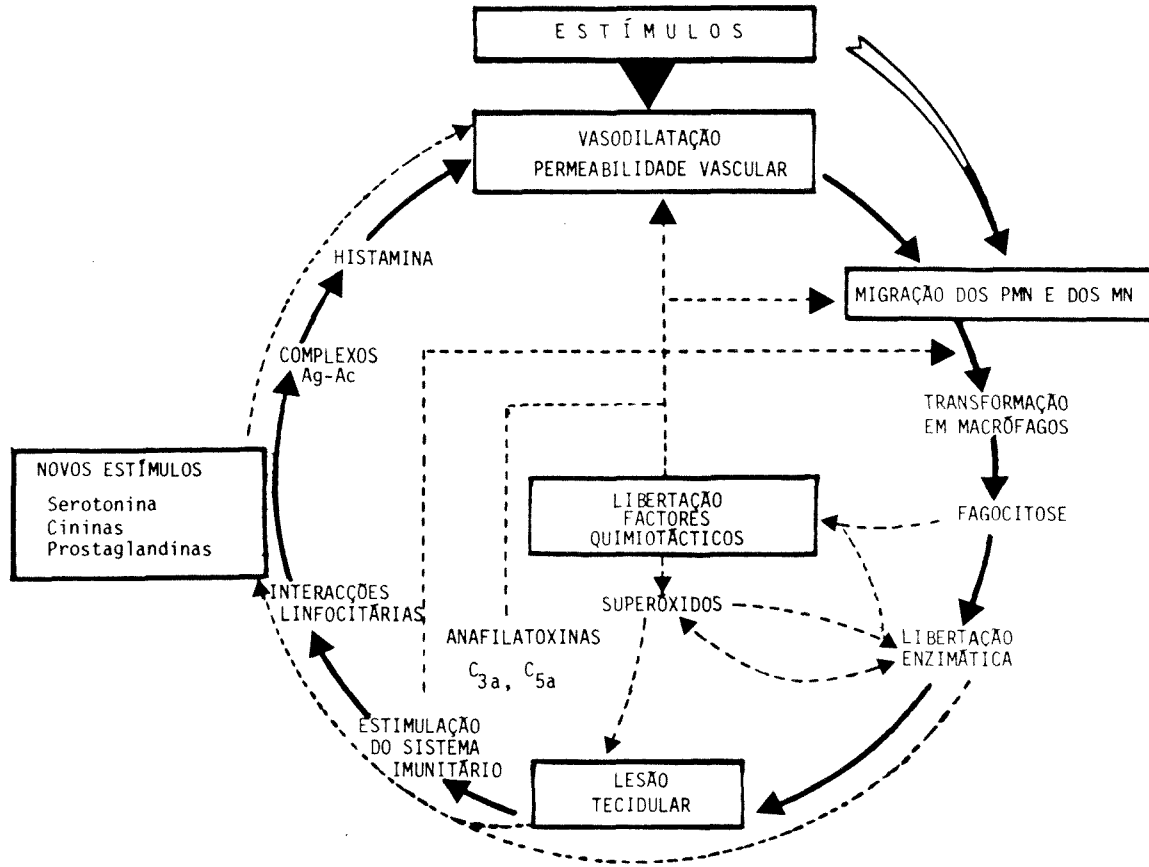 ESTÍMULOS
VASODILATAÇÃO
PERMEABILIDADE VASCULAR
HISTAMINA
MIGRAÇÃO DOS PMN E DOS MN
COMPLEXOS
Ag-Ac
TRANSFORMAÇÃO
EM MACRÓFAGOS
NOVOS ESTÍMULOS
Serotonina
Cininas
Prostaglandinas
LIBERTAÇÃO
FACTORES
QUIMIOTÁCTICOS
FAGOCITOSE
INTERACÇÕES
LINFOCITÁRIAS
SUPERÓXIDOS
ANAFILATOXINAS
C3a, C5a
LIBERTAÇÃO
ENZIMÁTICA
ESTIMULAÇÃO
DO SISTEMA
IMUNITÁRIO
LESÃO
TECIDULAR